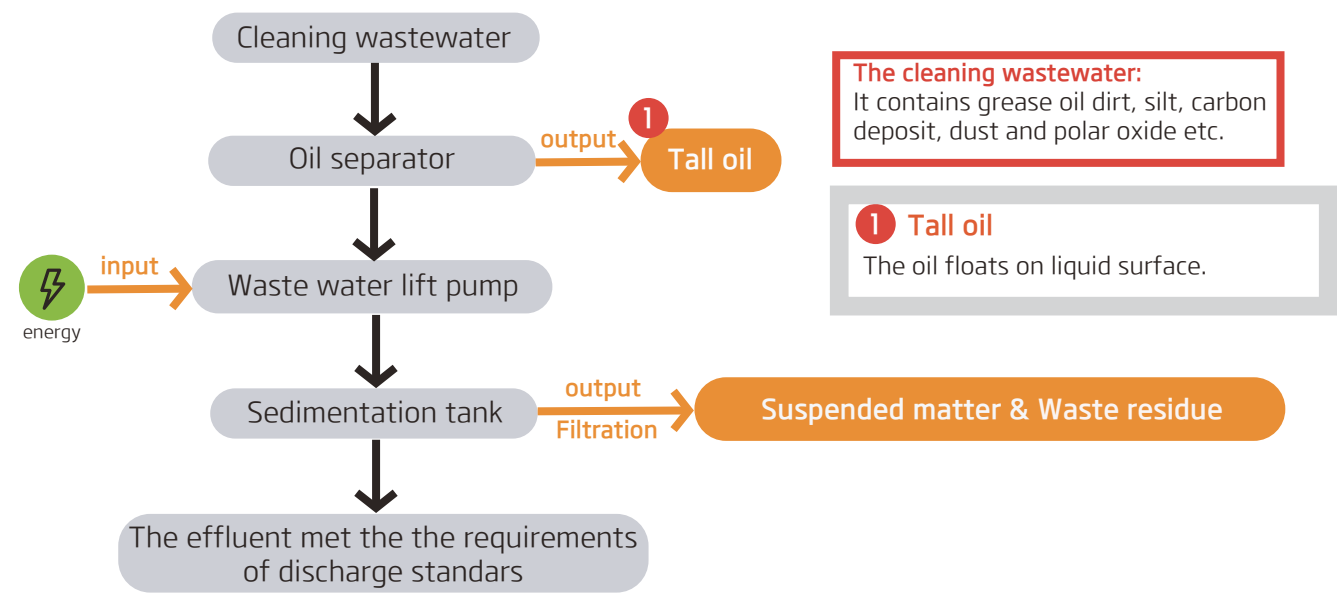 Cleaning wastewater
The cleaning wastewater:
It contains grease oil dirt, silt, carbon
deposit, dust and polar oxide etc.
1
output
Oil separator
Tall oil
1 Tall oil
The oil floats on liquid surface.
input
Waste water lift pump
energy
output
Sedimentation tank
Filtration
Suspended matter & Waste residue
The effluent met the the requirements
of discharge standars